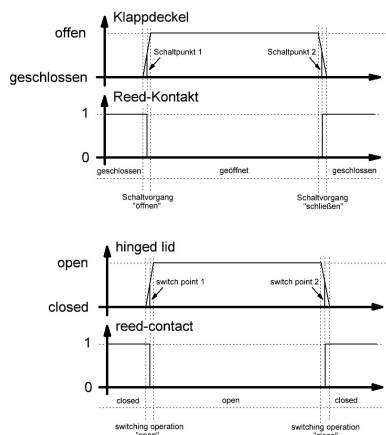 Klappdeckel
offen
Schaltpunkt 1
Schaltpunkt 2
geschlossen
Reed-Kontakt
1
0
geschlossen
geöffnet
geschlossen
Schaltvorgang
"öffnen"
Schaltvorgang
"schließen"
hinged lid
open
switch point 1
switch point 2
closed
reed-contact
1
0
closed
open
closed
switching operation
"open"
switching operation
"close"